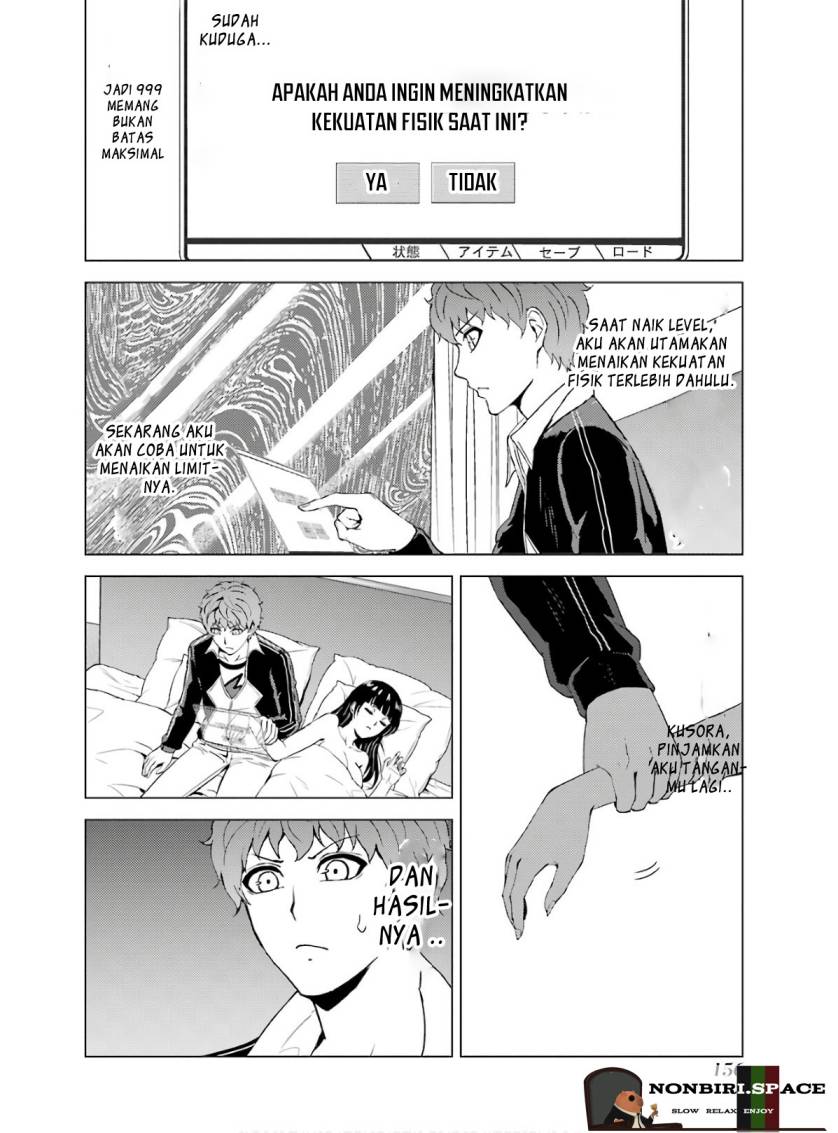 SUDAH
KUDUGA...
JADI 999
MEMANG
BUKAN
BATAS
MAKSIMAL
APAKAH ANDA INGIN MENINGKATKAN
KEKUATAN FISIK SAAT INI?
YA
TIDAK
状態
アイテム
セーブ
ロード
SAAT NAIK LEVEL,
AKU AKAN UTAMAKAN
MENAIKAN KEKUATAN
FISIK TERLEBIH DAHULU.
SEKARANG AKU
AKAN COBA UNTUK
MENAIKAN LIMIT-
NYA.
KUSORA,
PINJAMKAN
AKU TANGAN-
MU LAGI..
DAN
HASIL-
NYA ..
156
NONBIRI.SPACE
SLOW RELAX ENJOY